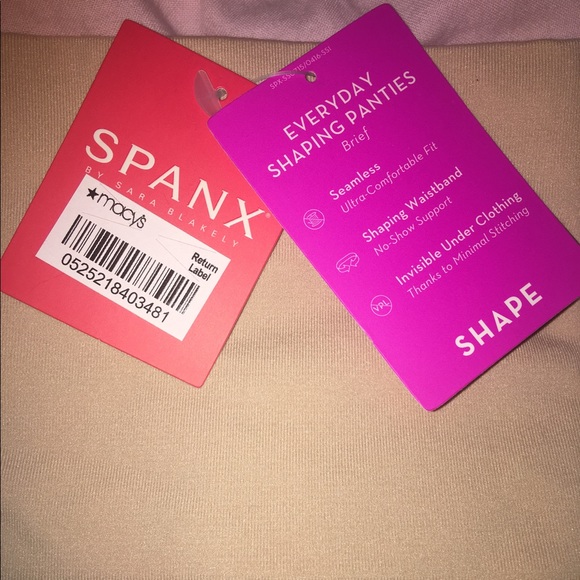 SPANX®
BY SARA BLAKELY
★macy's
Return
Label
0525218403481
EVERYDAY
SHAPING PANTIES
Brief
Seamless
Ultra-Comfortable Fit
Shaping Waistband
No-Show Support
VPL
Invisible Under Clothing
Thanks to Minimal Stitching
SHAPE